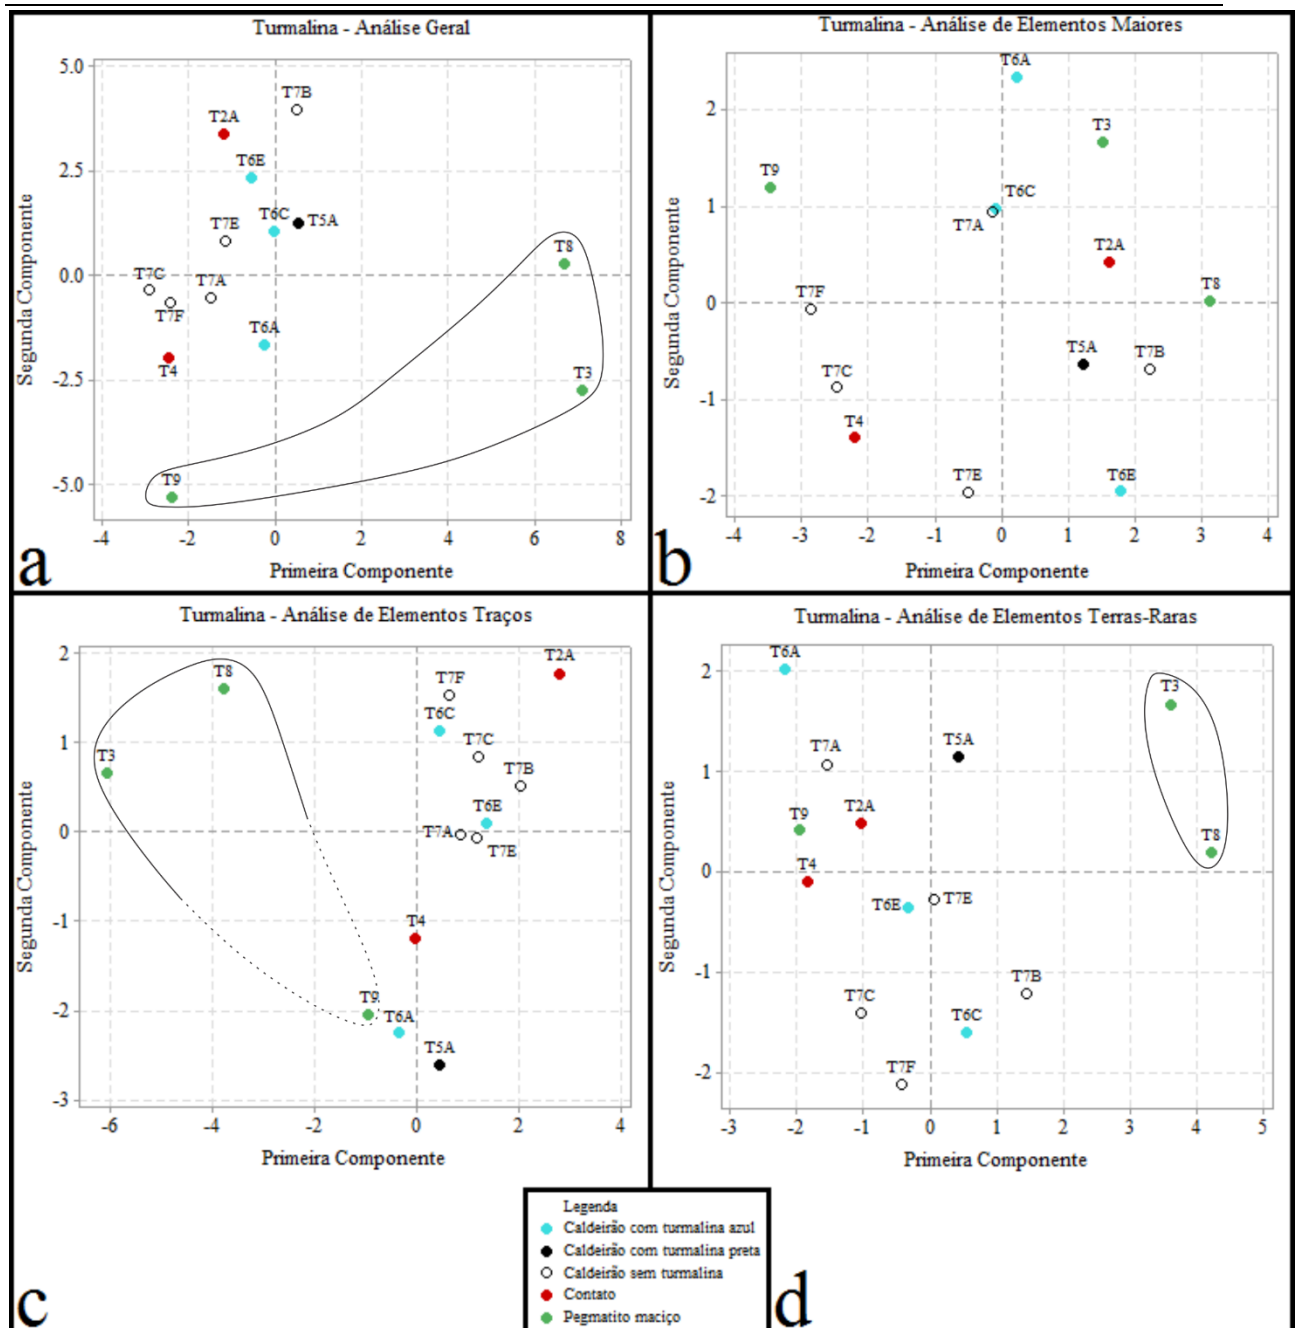 Turmalina - Análise Geral
5.0
2.5
0.0
-2.5
-5.0
Segunda Componente
T7B
T2A
T6E
T6C
T5A
T7E
T8
T7C
T7A
T7F
T6A
T4
T3
T9
-4
-2
0
2
4
6
8
Primeira Componente
a
Turmalina - Análise de Elementos Maiores
2
1
0
-1
-2
Segunda Componente
T6A
T3
T9
T6C
T7A
T2A
T7F
T8
T5A
T7B
T7C
T4
T7E
T6E
-4
-3
-2
-1
0
1
2
3
4
Primeira Componente
b
Turmalina - Análise de Elementos Traços
2
1
0
-1
-2
-3
Segunda Componente
T2A
T8
T7F
T6C
T3
T7C
T7B
T6E
T7A
T7E
T4
T9
T6A
T5A
-6
-4
-2
0
2
4
Primeira Componente
c
Turmalina - Análise de Elementos Terras-Raras
2
1
0
-1
-2
Segunda Componente
T6A
T3
T7A
T5A
T9
T2A
T8
T4
T6E
T7E
T7B
T7C
T6C
T7F
-3
-2
-1
0
1
2
3
4
5
Primeira Componente
d
Legenda
Caldeirão com turmalina azul
Caldeirão com turmalina preta
Caldeirão sem turmalina
Contato
Pegmatito maciço